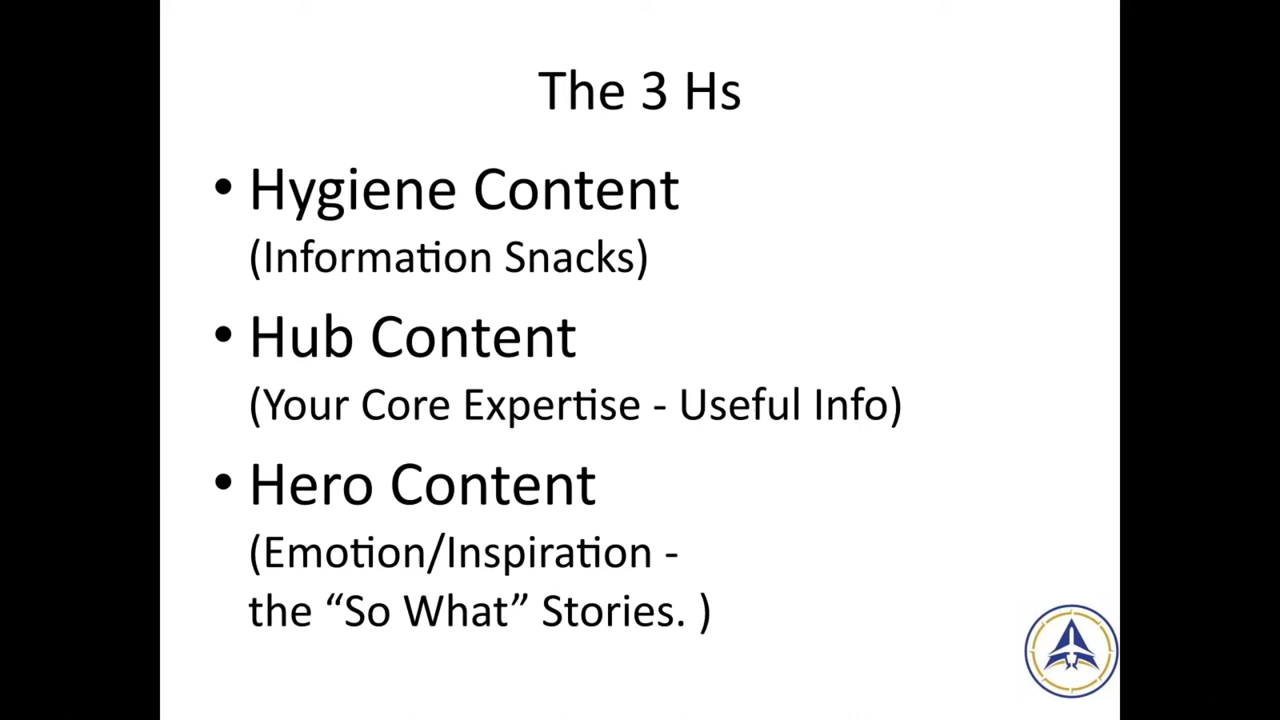 The 3 Hs
• Hygiene Content
(Information Snacks)
• Hub Content
(Your Core Expertise - Useful Info)
• Hero Content
(Emotion/Inspiration -
the “So What” Stories. )